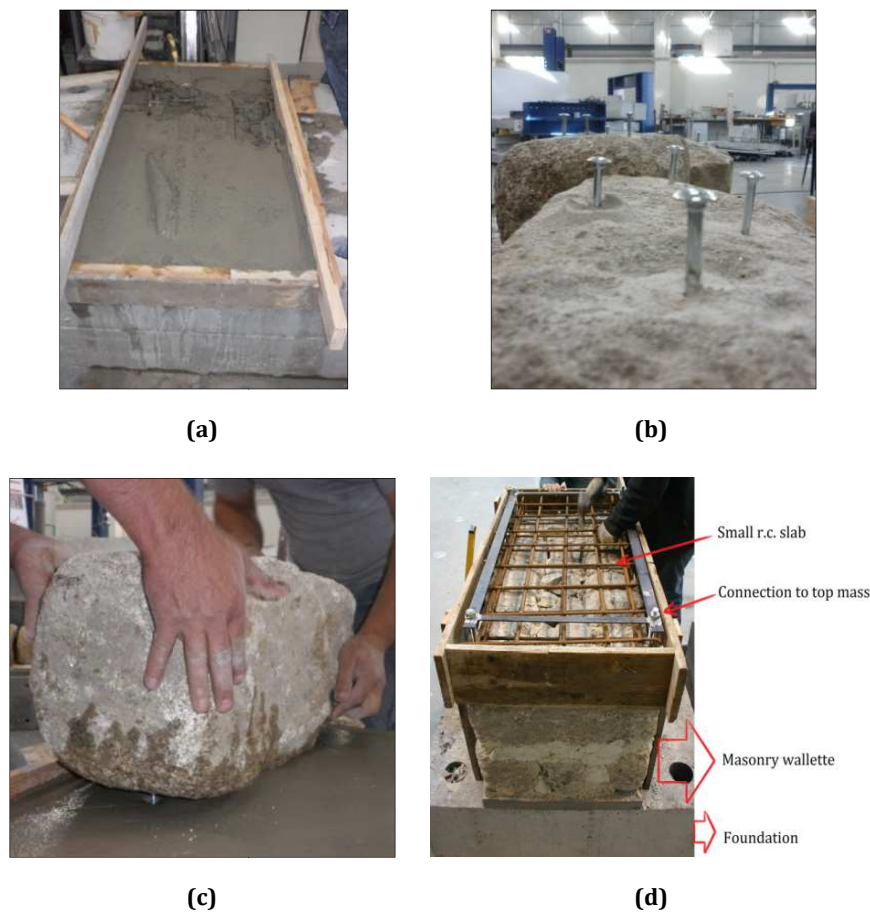 (a)
(b)
Small r.c. slab
Connection to top mass
Masonry wallette
Foundation
(c)
(d)